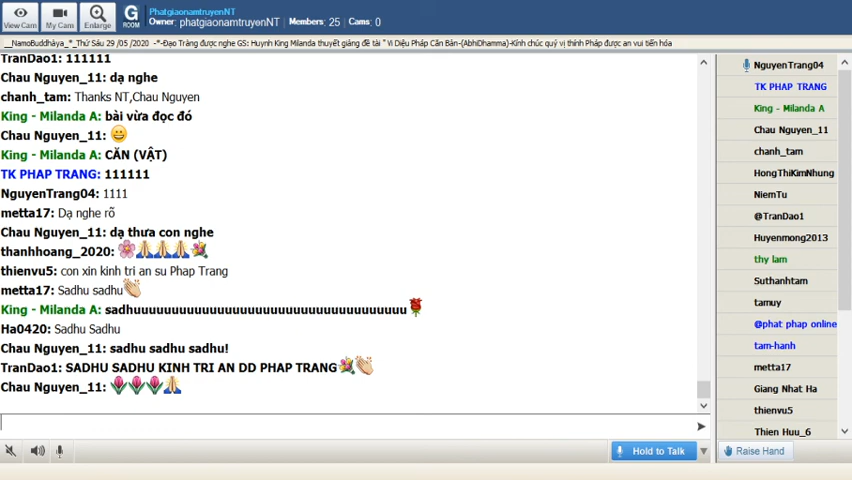 View Cam
My Cam
Enlarge
G
ROOM
PhatgiaonamtruyenNT
Owner: phatgiaonamtruyenNT Members: 25 Cams: 0
__NamoBuddhàya_*_Thứ Sáu 29 /05 /2020 -*-Đạo Tràng được nghe GS: Huynh King Milanda thuyết giảng đề tài " Vi Diệu Pháp Căn Bản-(AbhiDhamma)-Kính chúc quý vị thính Pháp được an vui tiến hóa
TranDao1: 111111
Chau Nguyen_11: dạ nghe
chanh_tam: Thanks NT,Chau Nguyen
King - Milanda A: bài vừa đọc đó
Chau Nguyen_11: 😀
King - Milanda A: CĂN (VẬT)
TK PHAP TRANG: 111111
NguyenTrang04: 1111
metta17: Dạ nghe rõ
Chau Nguyen_11: dạ thưa con nghe
thanhhoang_2020: 🌸🙏🙏🙏💐
thienvu5: con xin kinh tri an su Phap Trang
metta17: Sadhu sadhu👏
King - Milanda A: sadhuuuuuuuuuuuuuuuuuuuuuuuuuuuuuuuuuuuu🌹
Ha0420: Sadhu Sadhu
Chau Nguyen_11: sadhu sadhu sadhu!
TranDao1: SADHU SADHU KINH TRI AN DD PHAP TRANG💐👏
Chau Nguyen_11: 🌷🌷🌷🙏
Hold to Talk
NguyenTrang04
TK PHAP TRANG
King - Milanda A
Chau Nguyen_11
chanh_tam
HongThiKimNhung
NiemTu
@TranDao1
Huyenmong2013
thy lam
Suthanhtam
tamuy
@phat phap online
tam-hanh
metta17
Giang Nhat Ha
thienvu5
Thien Huu_6
Raise Hand